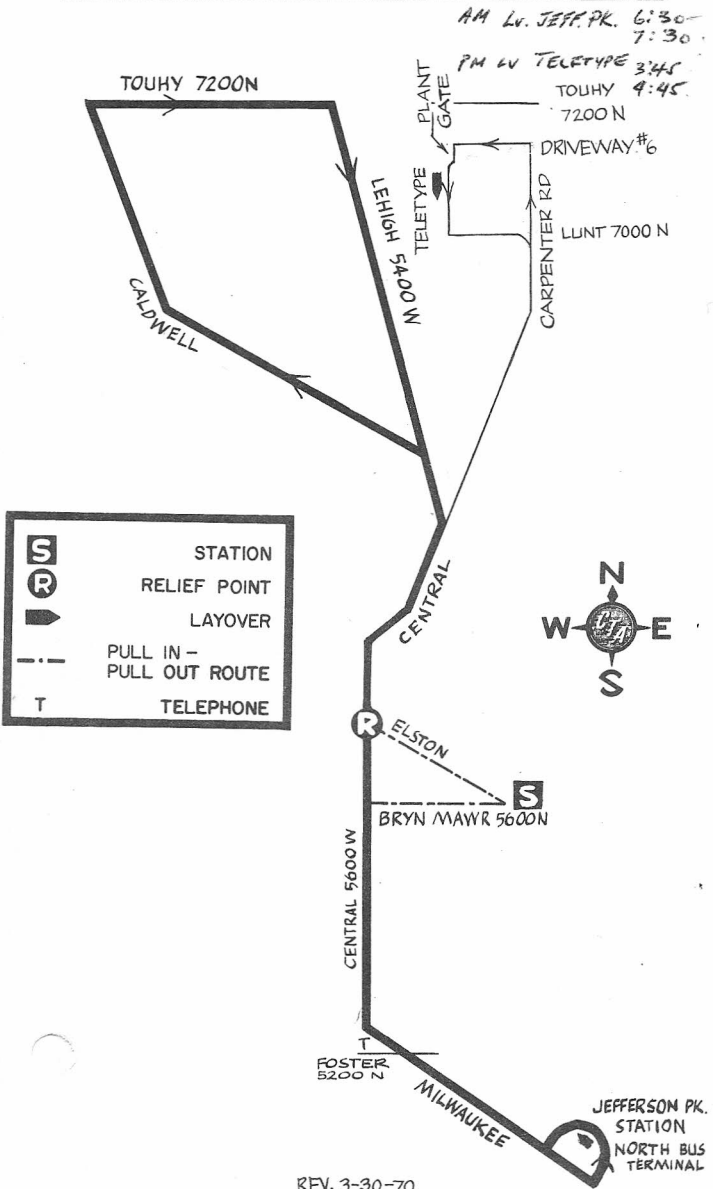 AM Lv. JEFF. PK. 6:30-
7:30.
PM LV TELETYPE 3:45
4:45.
TOUHY 7200N
TOUHY
7200 N
PLANT
GATE
DRIVEWAY #6
TELETYPE
LEHIGH 5400W
LUNT 7000 N
CARPENTER RD
CALDWELL
S STATION
R RELIEF POINT
LAYOVER
PULL IN –
PULL OUT ROUTE
T TELEPHONE
CENTRAL
N
W CTA E
S
R
ELSTON
S
BRYN MAWR 5600N
CENTRAL 5600W
T
FOSTER
5200 N
MILWAUKEE
JEFFERSON PK.
STATION
NORTH BUS
TERMINAL
REV. 3-30-70